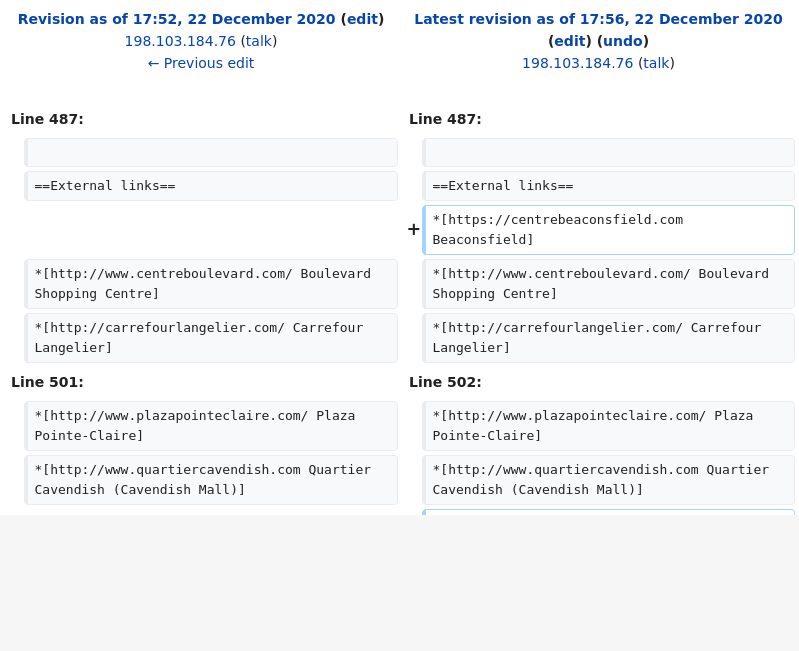 Revision as of 17:52, 22 December 2020 (edit)
198.103.184.76 (talk)
← Previous edit
Latest revision as of 17:56, 22 December 2020
(edit) (undo)
198.103.184.76 (talk)
Line 487:
Line 487:
==External links==
==External links==
+
*[https://centrebeaconsfield.com
Beaconsfield]
*[http://www.centreboulevard.com/ Boulevard
Shopping Centre]
*[http://www.centreboulevard.com/ Boulevard
Shopping Centre]
*[http://carrefourlangelier.com/ Carrefour
Langelier]
*[http://carrefourlangelier.com/ Carrefour
Langelier]
Line 501:
Line 502:
*[http://www.plazapointeclaire.com/ Plaza
Pointe-Claire]
*[http://www.plazapointeclaire.com/ Plaza
Pointe-Claire]
*[http://www.quartiercavendish.com Quartier
Cavendish (Cavendish Mall)]
*[http://www.quartiercavendish.com Quartier
Cavendish (Cavendish Mall)]